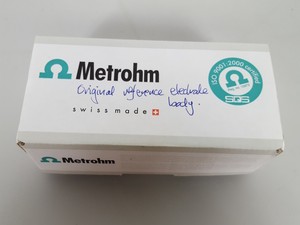 Metrohm
Original reference electrode
body.
swiss made
ISO 9001:2000 certified
SQS
Metrohm